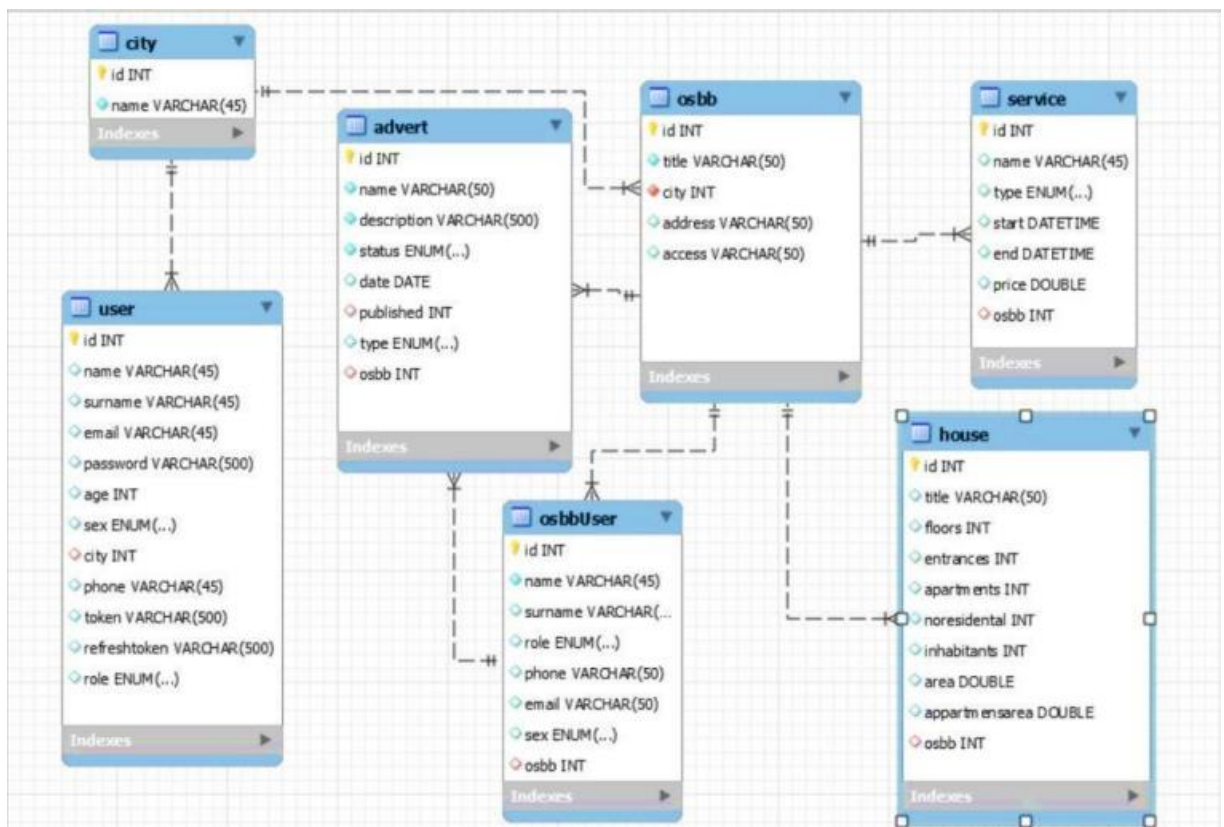 city
id INT
name VARCHAR(45)
Indexes
advert
id INT
name VARCHAR(50)
description VARCHAR(500)
status ENUM(...)
date DATE
published INT
type ENUM(...)
osbb INT
Indexes
osbb
id INT
title VARCHAR(50)
city INT
address VARCHAR(50)
access VARCHAR(50)
Indexes
service
id INT
name VARCHAR(45)
type ENUM(...)
start DATETIME
end DATETIME
price DOUBLE
osbb INT
Indexes
user
id INT
name VARCHAR(45)
surname VARCHAR(45)
email VARCHAR(45)
password VARCHAR(500)
age INT
sex ENUM(...)
city INT
phone VARCHAR(45)
token VARCHAR(500)
refreshtoken VARCHAR(500)
role ENUM(...)
Indexes
osbbUser
id INT
name VARCHAR(45)
surname VARCHAR(...
role ENUM(...)
phone VARCHAR(50)
email VARCHAR(50)
sex ENUM(...)
osbb INT
Indexes
house
id INT
title VARCHAR(50)
floors INT
entrances INT
apartments INT
noresidental INT
inhabitants INT
area DOUBLE
appartmensarea DOUBLE
osbb INT
Indexes